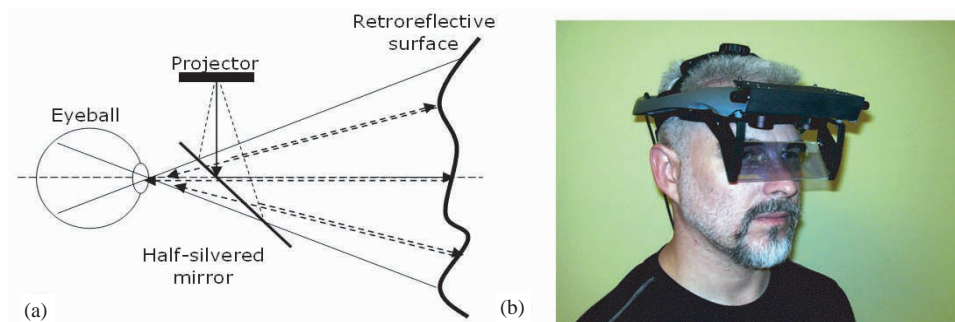 Retroreflective
surface
Projector
Eyeball
Half-silvered
mirror
(a)
(b)